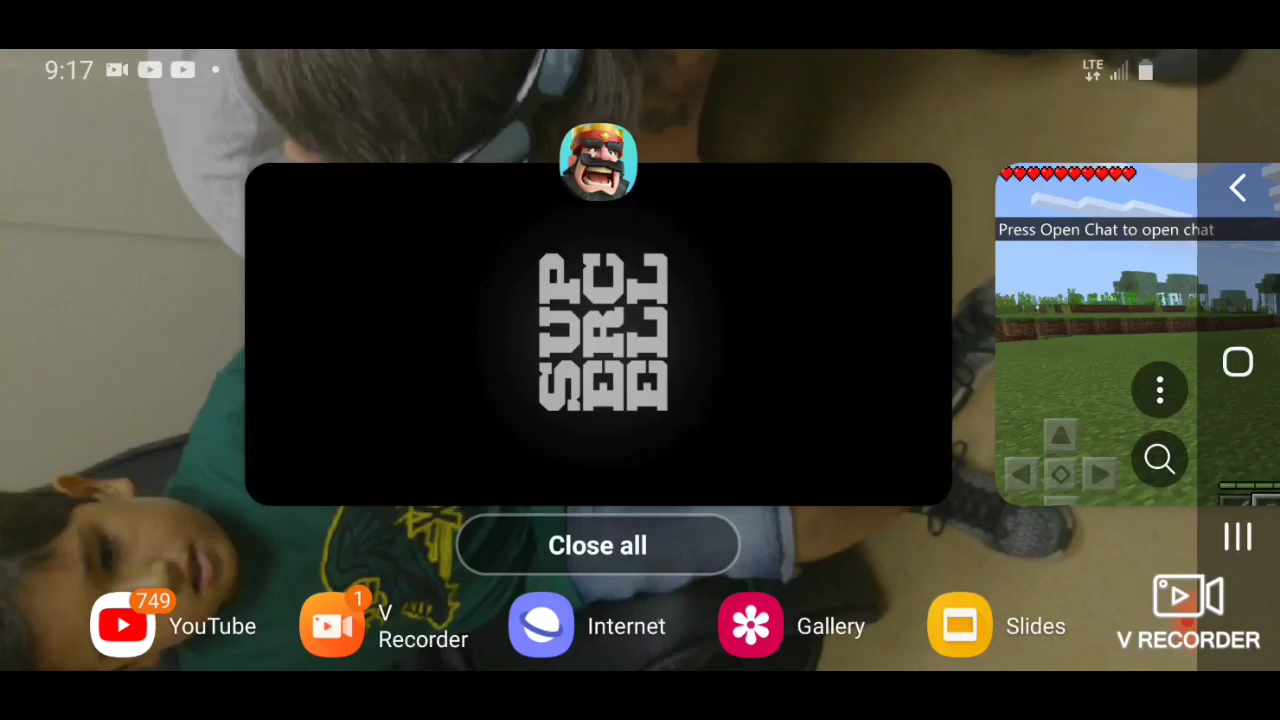 9:17
LTE
SUP
ERC
ELL
Press Open Chat to open chat
Close all
749
YouTube
1
V
Recorder
Internet
Gallery
Slides
V RECORDER